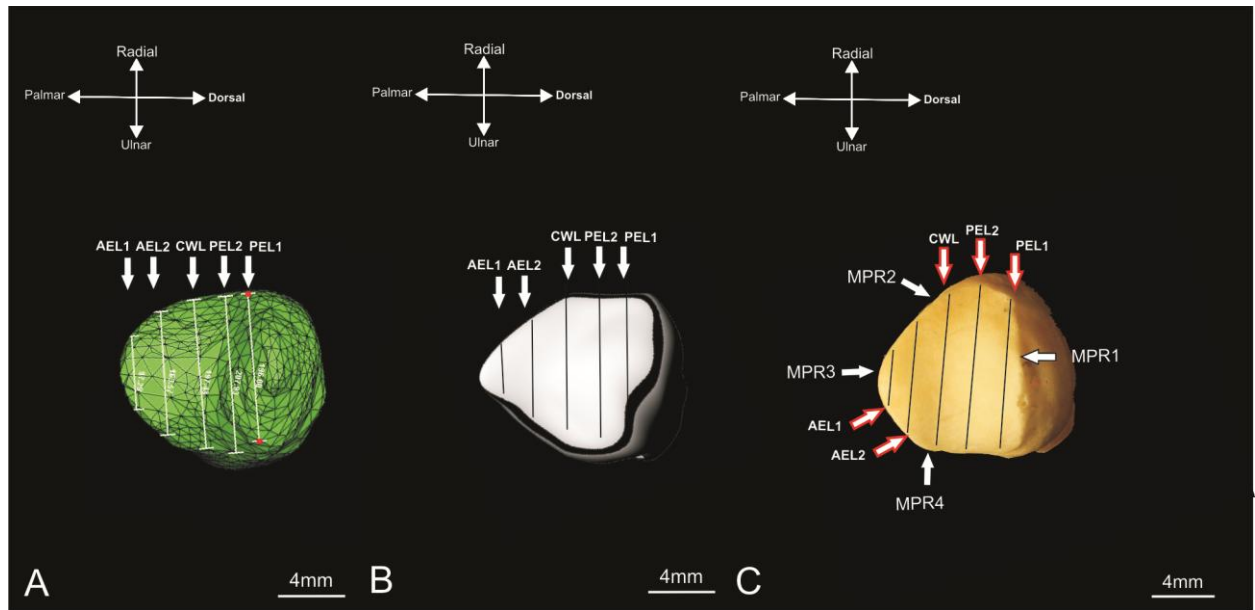 Radial
Palmar
Dorsal
Ulnar
AEL1 AEL2 CWL PEL2 PEL1
A
4mm
Radial
Palmar
Dorsal
Ulnar
CWL PEL2 PEL1
AEL1 AEL2
B
4mm
Radial
Palmar
Dorsal
Ulnar
PEL2
CWL
PEL1
MPR2
MPR1
MPR3
AEL1
AEL2
MPR4
C
4mm